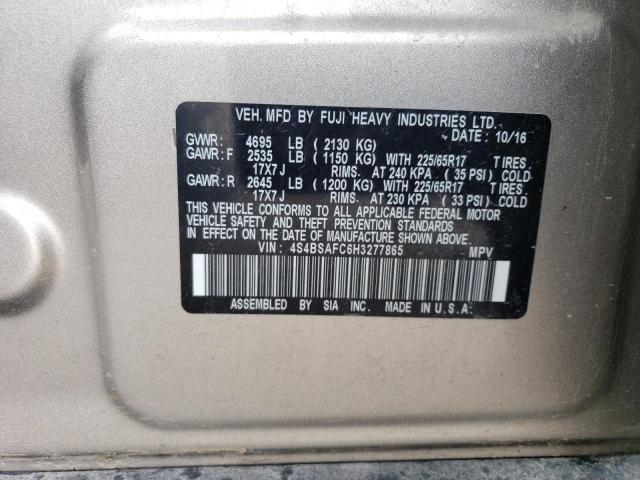 VEH. MFD BY FUJI HEAVY INDUSTRIES LTD.
DATE: 10/16
GVWR: 4695 LB (2130 KG)
GAWR: F 2535 LB (1150 KG) WITH 225/65R17 TIRES
17X7J RIMS. AT 240 KPA (35 PSI) COLD
GAWR: R 2645 LB (1200 KG) WITH 225/65R17 TIRES
17X7J RIMS. AT 230 KPA (33 PSI) COLD
THIS VEHICLE CONFORMS TO ALL APPLICABLE FEDERAL MOTOR
VEHICLE SAFETY AND THEFT PREVENTION STANDARDS IN EFFECT
ON THE DATE OF MANUFACTURE SHOWN ABOVE.
VIN: 4S4BSAFC6H3277865 MPV
ASSEMBLED BY SIA INC. MADE IN U.S.A.